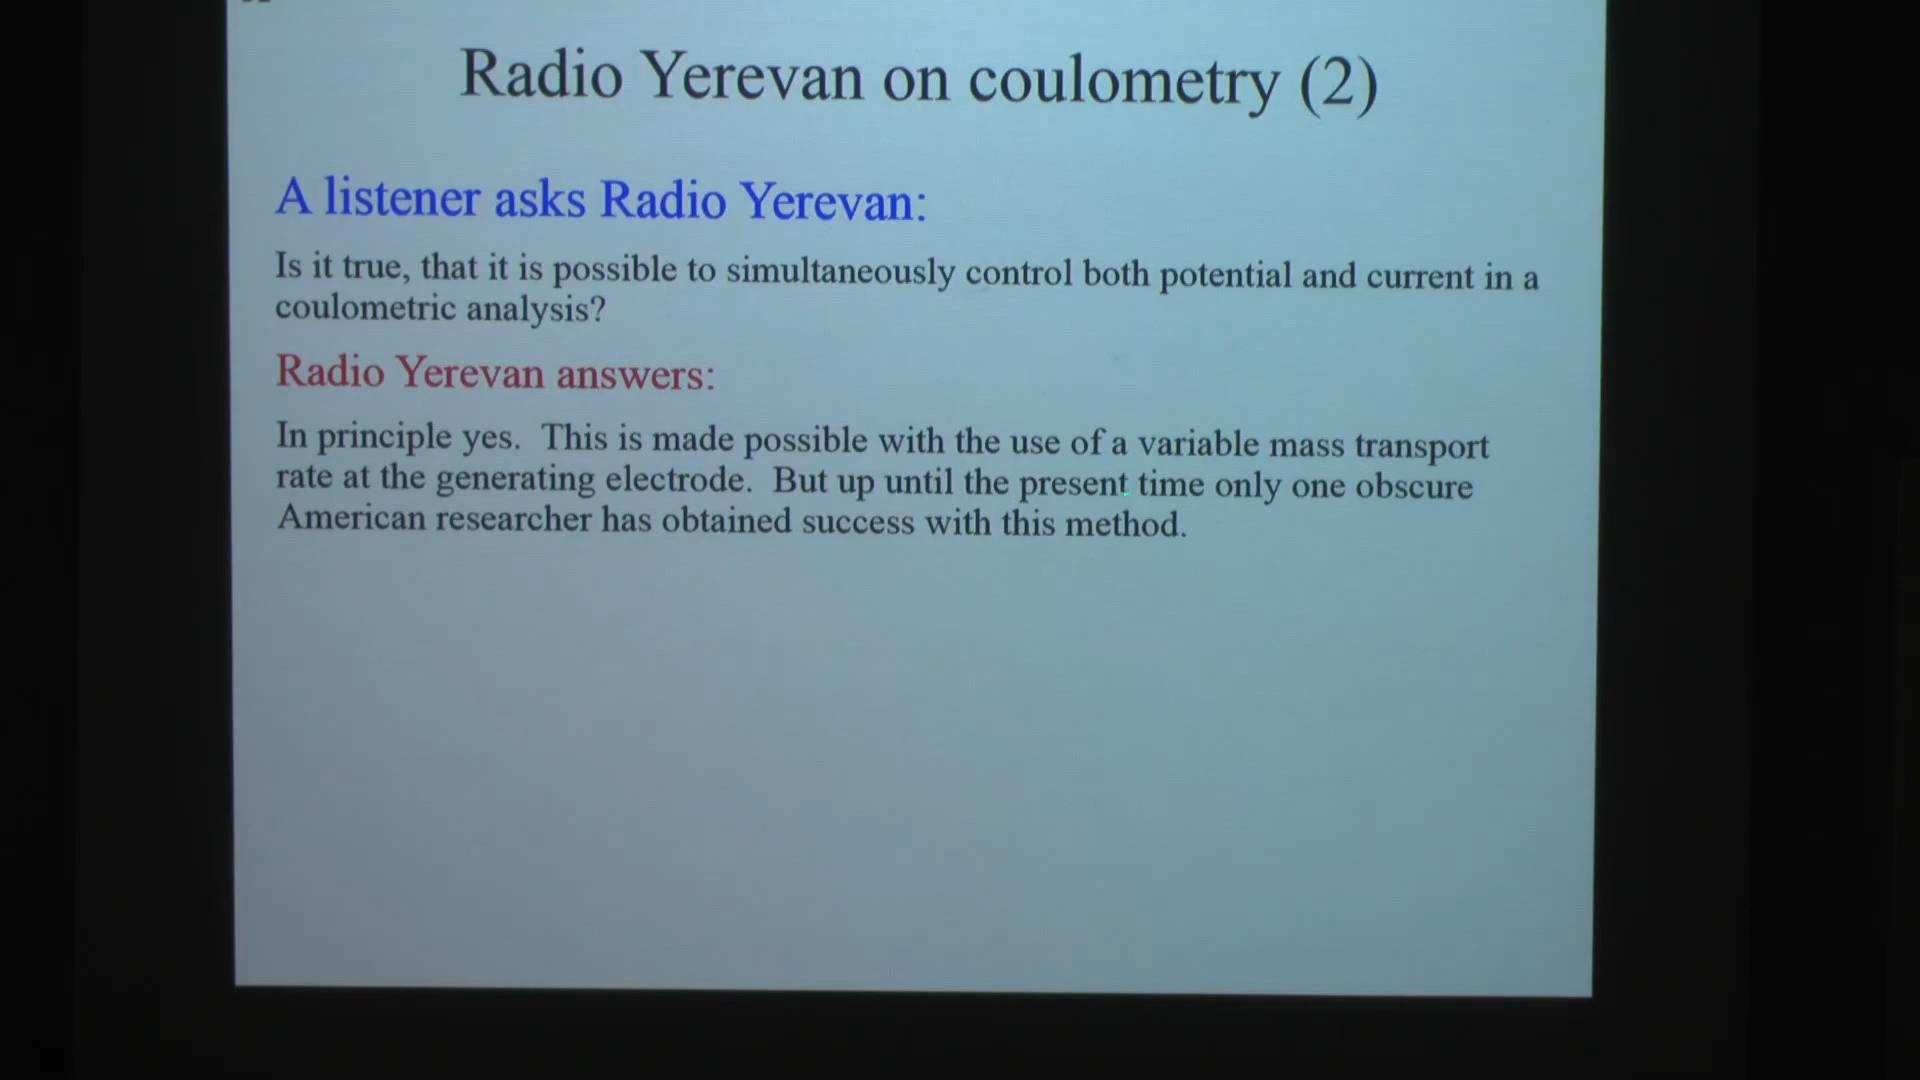 Radio Yerevan on coulometry (2)
A listener asks Radio Yerevan:
Is it true, that it is possible to simultaneously control both potential and current in a
coulometric analysis?
Radio Yerevan answers:
In principle yes.  This is made possible with the use of a variable mass transport
rate at the generating electrode.  But up until the present time only one obscure
American researcher has obtained success with this method.